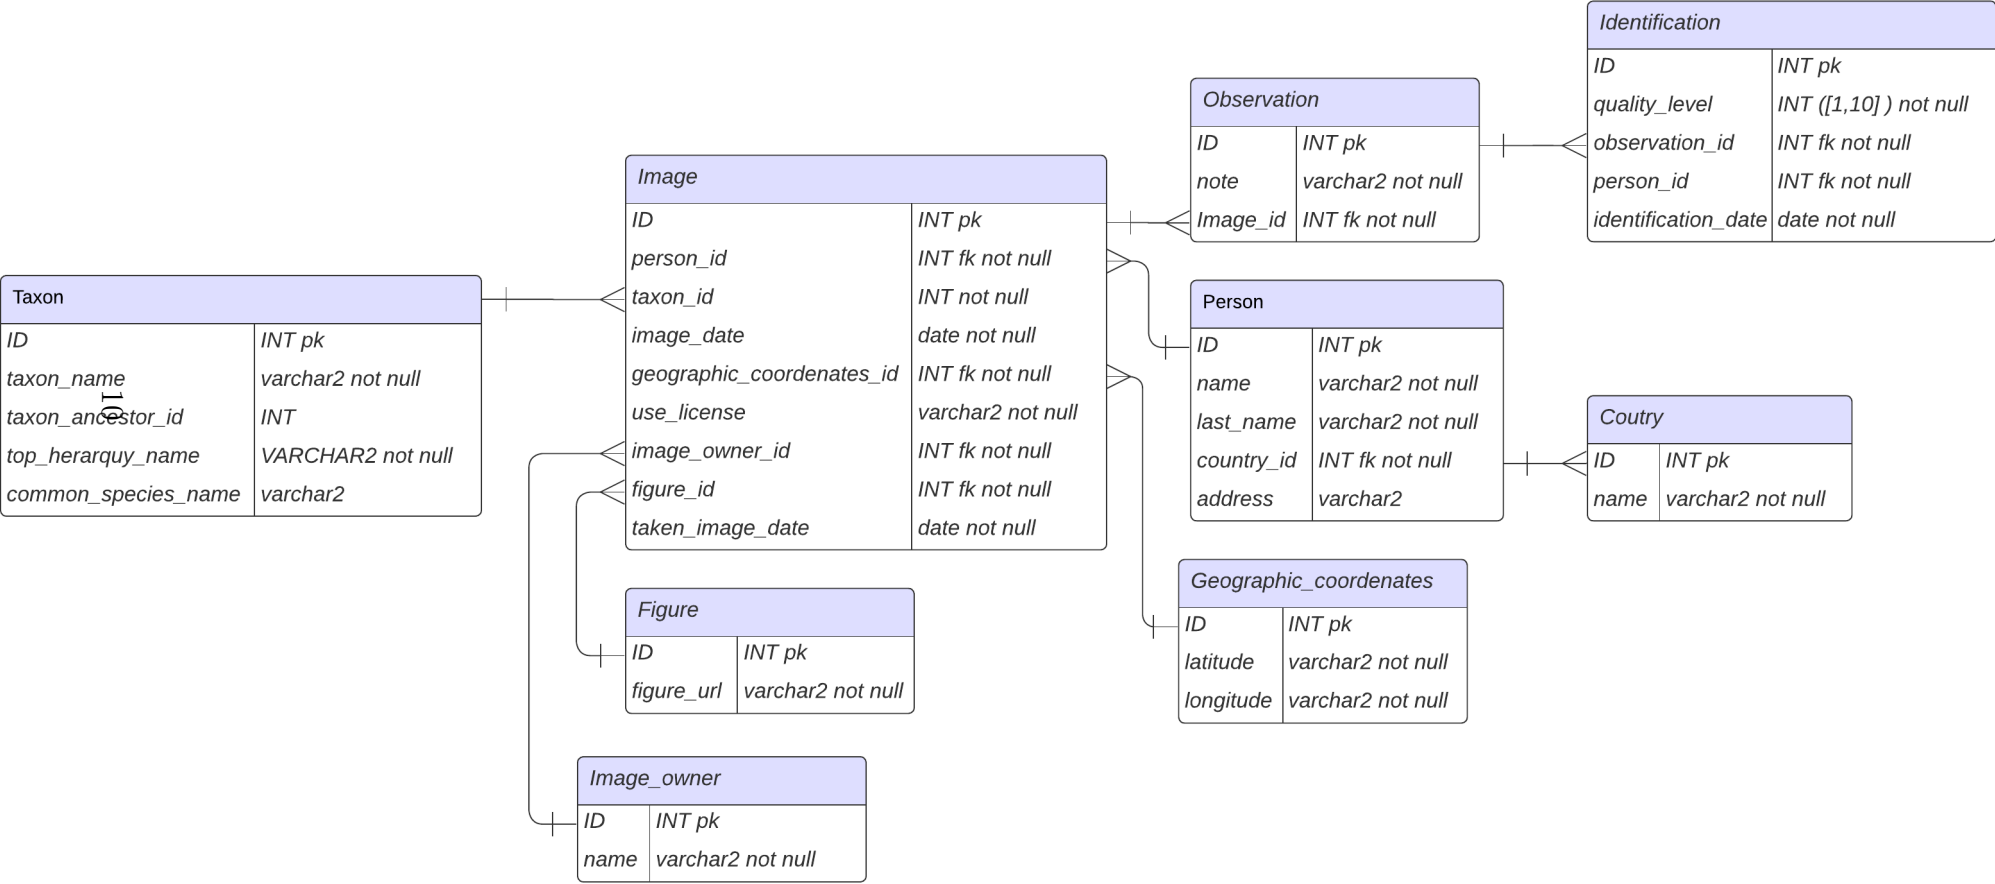 Identification
ID INT pk
quality_level INT ([1,10] ) not null
observation_id INT fk not null
person_id INT fk not null
identification_date date not null
Observation
ID INT pk
note varchar2 not null
Image_id INT fk not null
Image
ID INT pk
person_id INT fk not null
taxon_id INT not null
image_date date not null
geographic_coordenates_id INT fk not null
use_license varchar2 not null
image_owner_id INT fk not null
figure_id INT fk not null
taken_image_date date not null
Taxon
ID INT pk
taxon_name varchar2 not null
taxon_ancestor_id INT
top_herarquy_name VARCHAR2 not null
common_species_name varchar2
10
Person
ID INT pk
name varchar2 not null
last_name varchar2 not null
country_id INT fk not null
address varchar2
Coutry
ID INT pk
name varchar2 not null
Geographic_coordenates
ID INT pk
latitude varchar2 not null
longitude varchar2 not null
Figure
ID INT pk
figure_url varchar2 not null
Image_owner
ID INT pk
name varchar2 not null